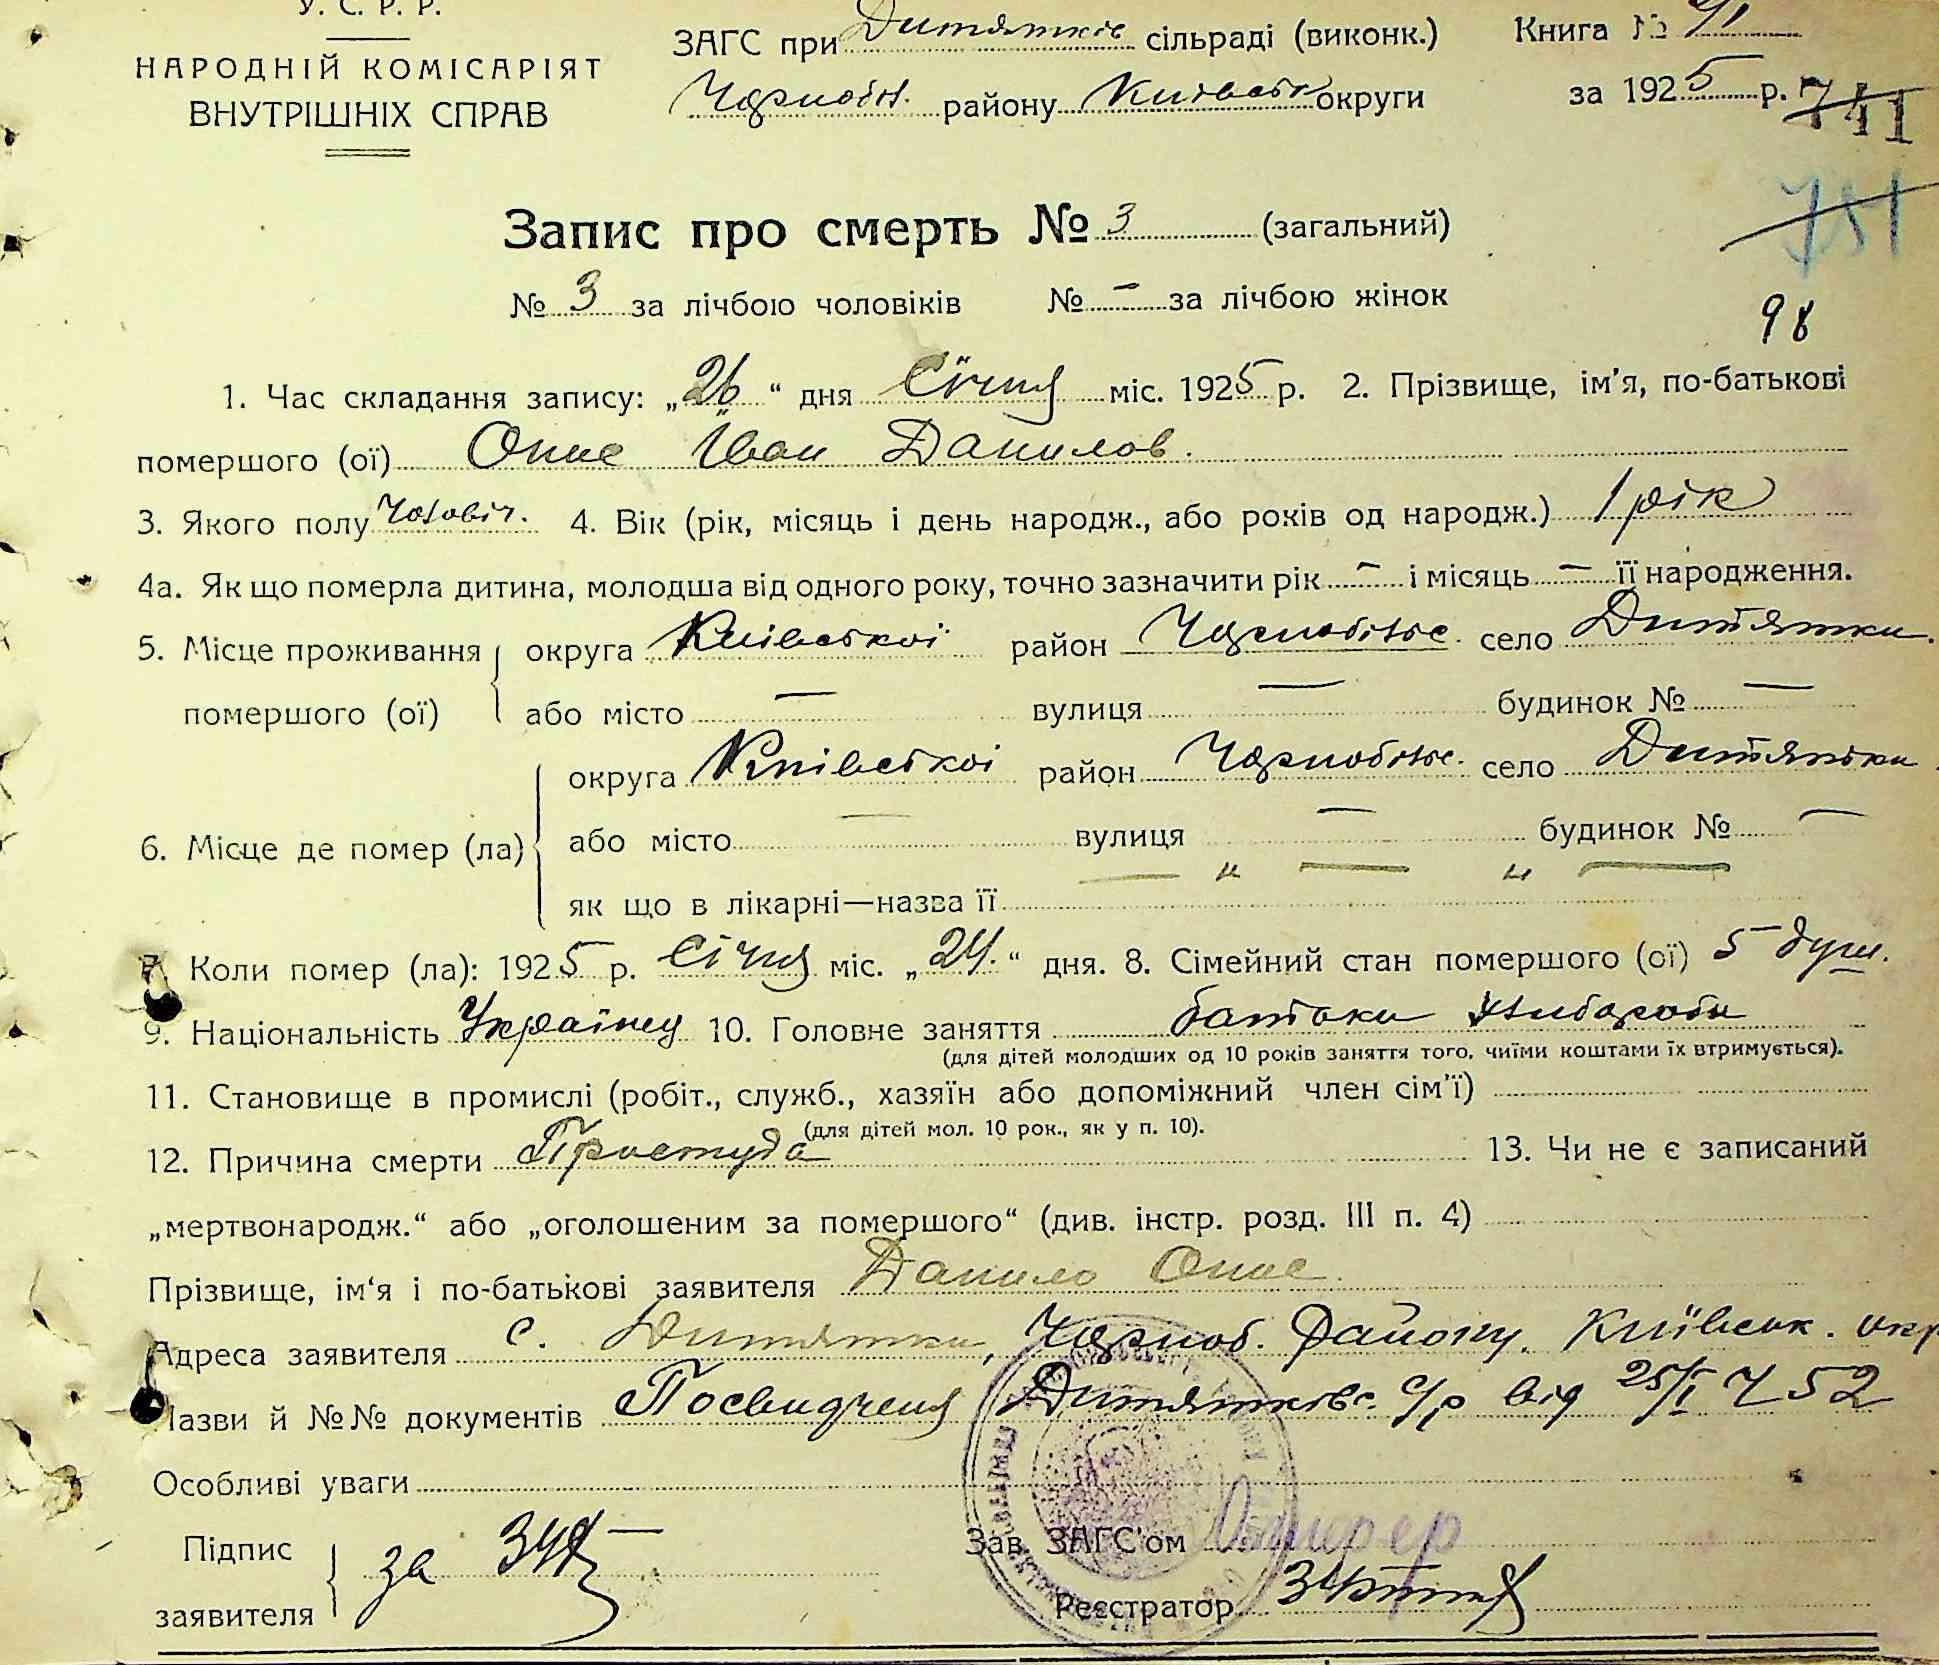 У. С. Р. Р.
НАРОДНІЙ КОМІСАРІЯТ
ВНУТРІШНІХ СПРАВ
ЗАГС при Дитятків сільраді (виконк.)
Чорноб. району Київськ округи
Книга №
за 1925 р.
741
751
Запис про смерть № 3 (загальний)
№ 3 за лічбою чоловіків № — за лічбою жінок
98
1. Час складання запису: „26“ дня Січня міс. 1925 р. 2. Прізвище, ім'я, по-батькові
помершого (ої) Іван Данилов.
3. Якого полу Чоловіч. 4. Вік (рік, місяць і день народж., або років од народж.) 1 рік
4а. Як що померла дитина, молодша від одного року, точно зазначити рік — і місяць — її народження.
5. Місце проживання округа Київської район село Дитятки.
помершого (ої) або місто — вулиця — будинок № —
округа Київської район село Дитятки
6. Місце де помер (ла) або місто — вулиця — будинок № —
як що в лікарні—назва її — „ — „ —
7. Коли помер (ла): 1925 р. Січня міс. „24.“ дня. 8. Сімейний стан помершого (ої) 5 душ.
9. Національність Українец 10. Головне заняття батьки хлібороби
(для дітей молодших од 10 років заняття того, чиїми коштами їх втримується).
11. Становище в промислі (робіт., служб., хазяїн або допоміжний член сім'ї)
(для дітей мол. 10 рок., як у п. 10).
12. Причина смерти Простуда 13. Чи не є записаний
„мертвонародж.“ або „оголошеним за помершого“ (див. інстр. розд. III п. 4)
Прізвище, ім'я і по-батькові заявителя Данило
Адреса заявителя с. Дитятки, Чорноб. Району. Київськ. окр
Назви й №№ документів Посвидченя Дитятківс. с/р від 25/I Ч 52
Особливі уваги
Підпис
заявителя за
Зав. ЗАГС'ом
Реєстратор